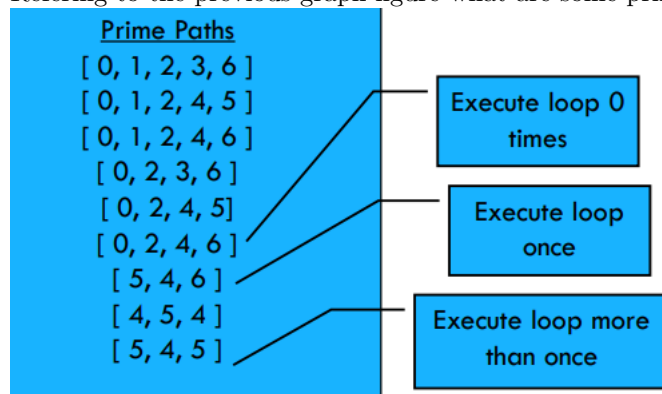 Prime Paths
[ 0, 1, 2, 3, 6 ]
[ 0, 1, 2, 4, 5 ]
[ 0, 1, 2, 4, 6 ]
[ 0, 2, 3, 6 ]
[ 0, 2, 4, 5]
[ 0, 2, 4, 6 ]
[ 5, 4, 6 ]
[ 4, 5, 4 ]
[ 5, 4, 5 ]
Execute loop 0
times
Execute loop
once
Execute loop more
than once